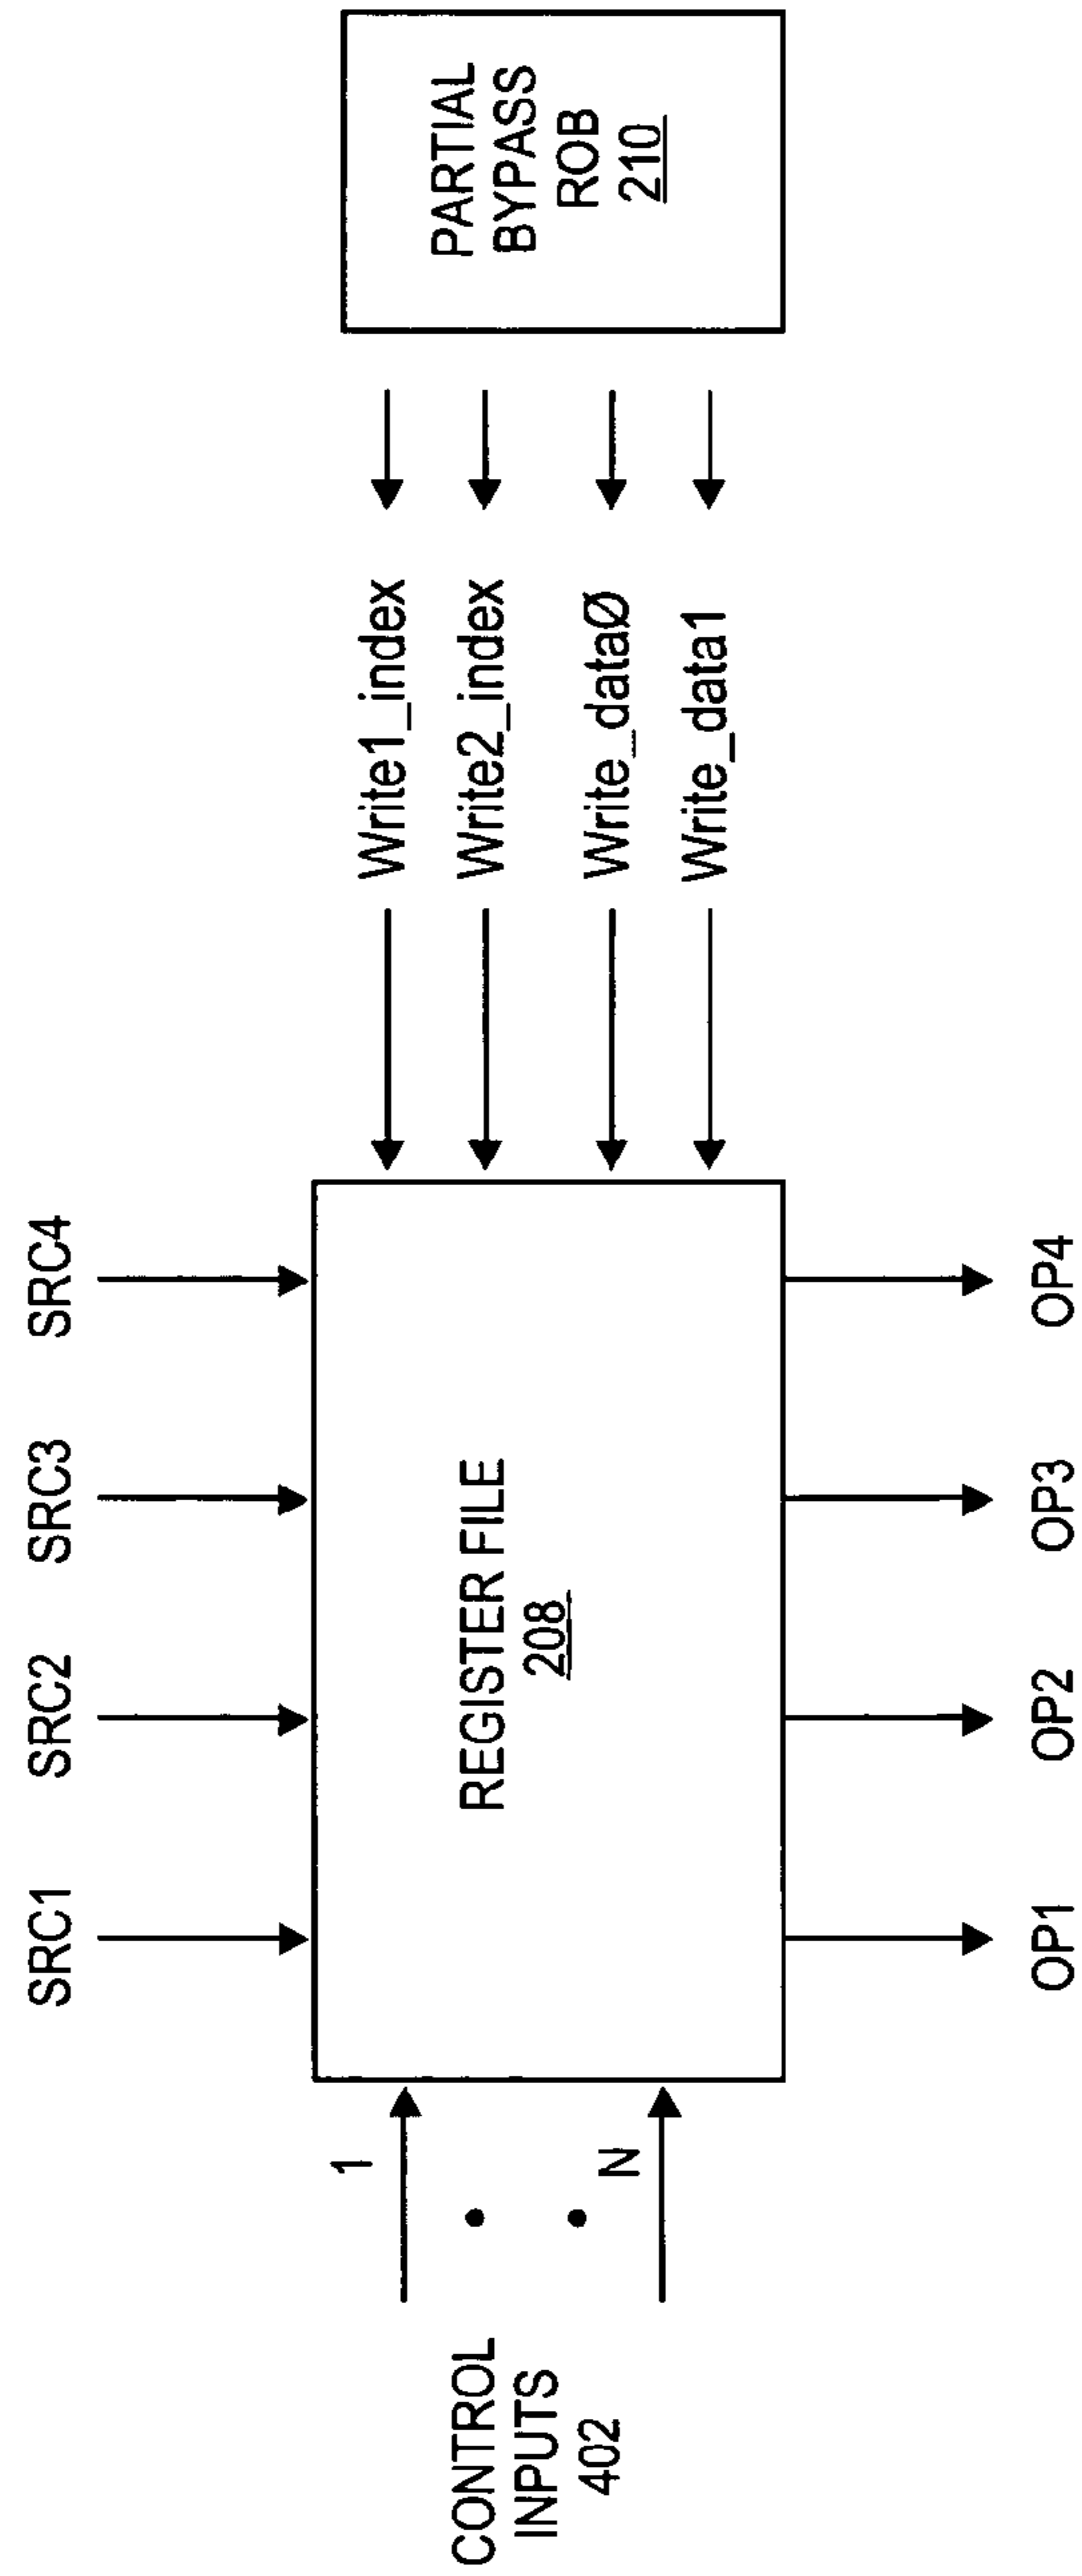 SRC1
SRC2
SRC3
SRC4
CONTROL
INPUTS
402
1
N
REGISTER FILE
208
Write1_index
Write2_index
Write_dataØ
Write_data1
PARTIAL
BYPASS
ROB
210
OP1
OP2
OP3
OP4